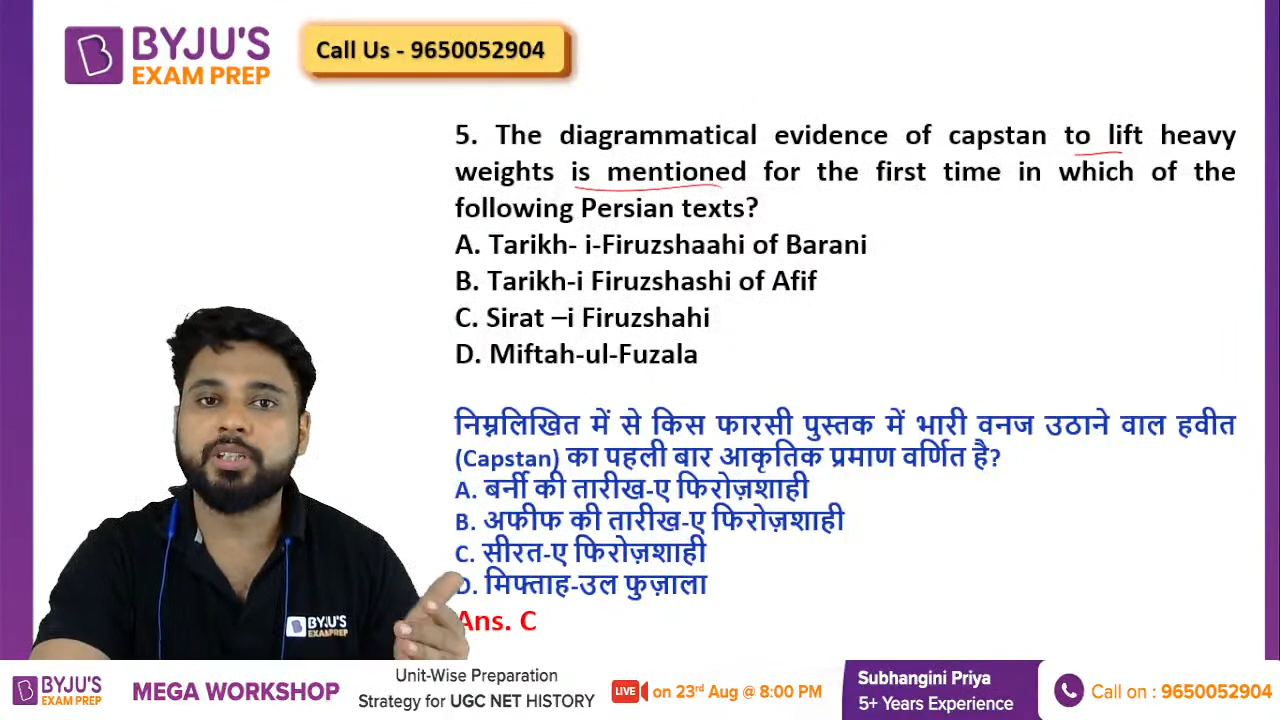 BYJU'S
EXAM PREP
Call Us - 9650052904
5. The diagrammatical evidence of capstan to lift heavy
weights is mentioned for the first time in which of the
following Persian texts?
A. Tarikh- i-Firuzshaahi of Barani
B. Tarikh-i Firuzshashi of Afif
C. Sirat –i Firuzshahi
D. Miftah-ul-Fuzala
निम्नलिखित में से किस फारसी पुस्तक में भारी वनज उठाने वाल हवीत
(Capstan) का पहली बार आकृतिक प्रमाण वर्णित है?
A. बर्नी की तारीख-ए फिरोज़शाही
B. अफीफ की तारीख-ए फिरोज़शाही
C. सीरत-ए फिरोज़शाही
D. मिफ्ताह-उल फुज़ाला
Ans. C
BYJU'S
EXAM PREP
BYJU'S
EXAM PREP
MEGA WORKSHOP
Unit-Wise Preparation
Strategy for UGC NET HISTORY
LIVE on 23rd Aug @ 8:00 PM
Subhangini Priya
5+ Years Experience
Call on : 9650052904